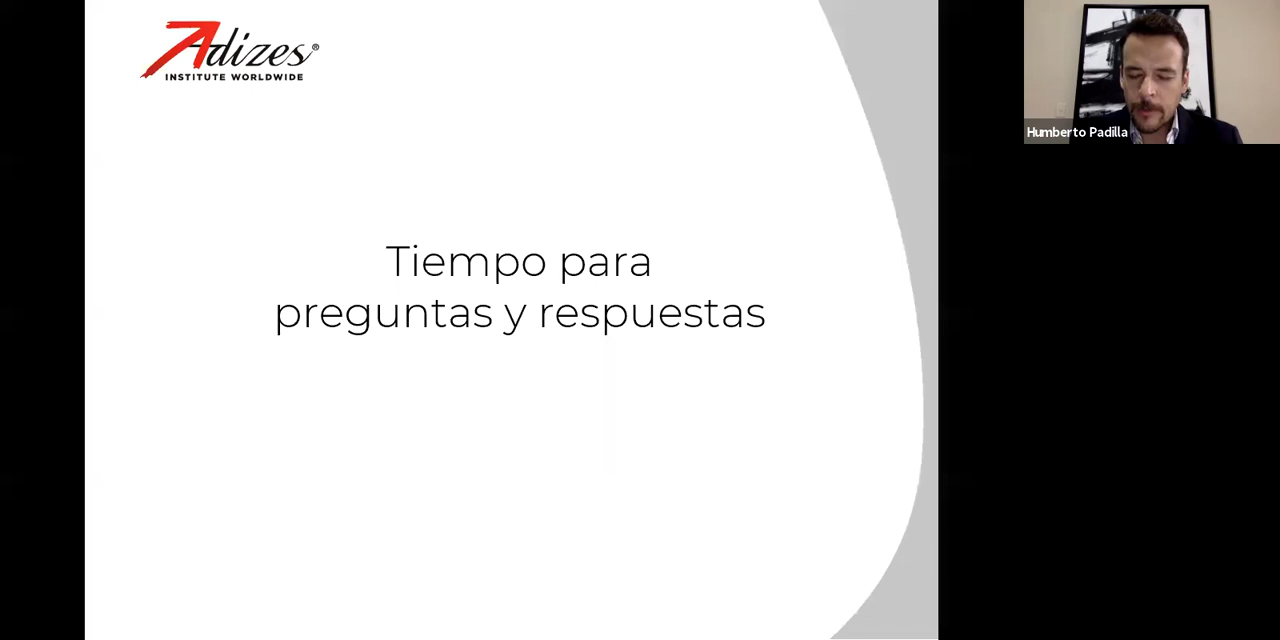 Adizes®
INSTITUTE WORLDWIDE
Humberto Padilla
Tiempo para
preguntas y respuestas